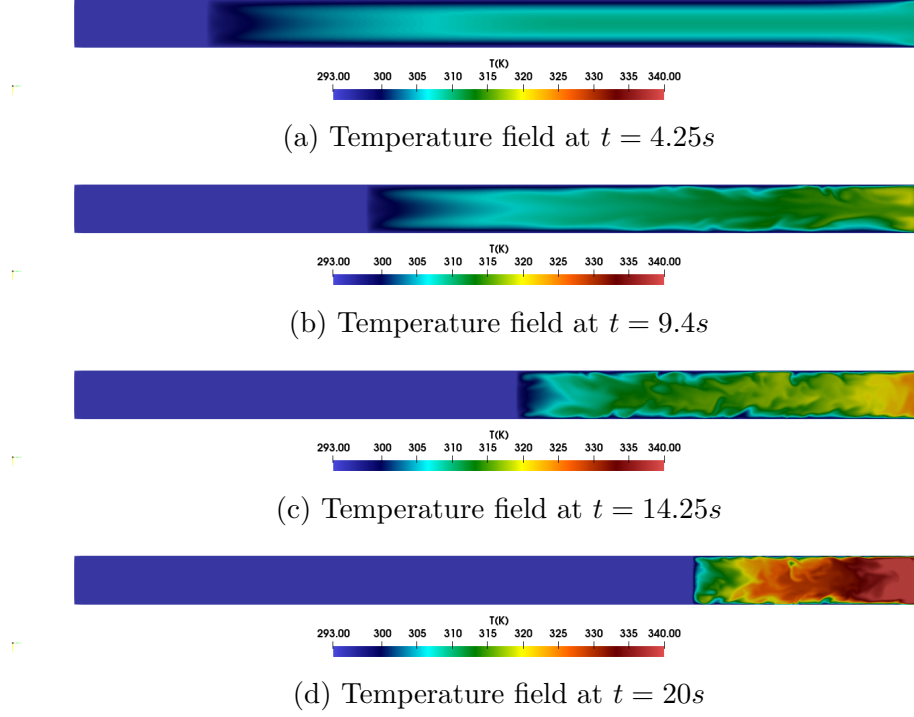 T(K)
293.00 300 305 310 315 320 325 330 335 340.00
(a) Temperature field at t = 4.25s
T(K)
293.00 300 305 310 315 320 325 330 335 340.00
(b) Temperature field at t = 9.4s
T(K)
293.00 300 305 310 315 320 325 330 335 340.00
(c) Temperature field at t = 14.25s
T(K)
293.00 300 305 310 315 320 325 330 335 340.00
(d) Temperature field at t = 20s